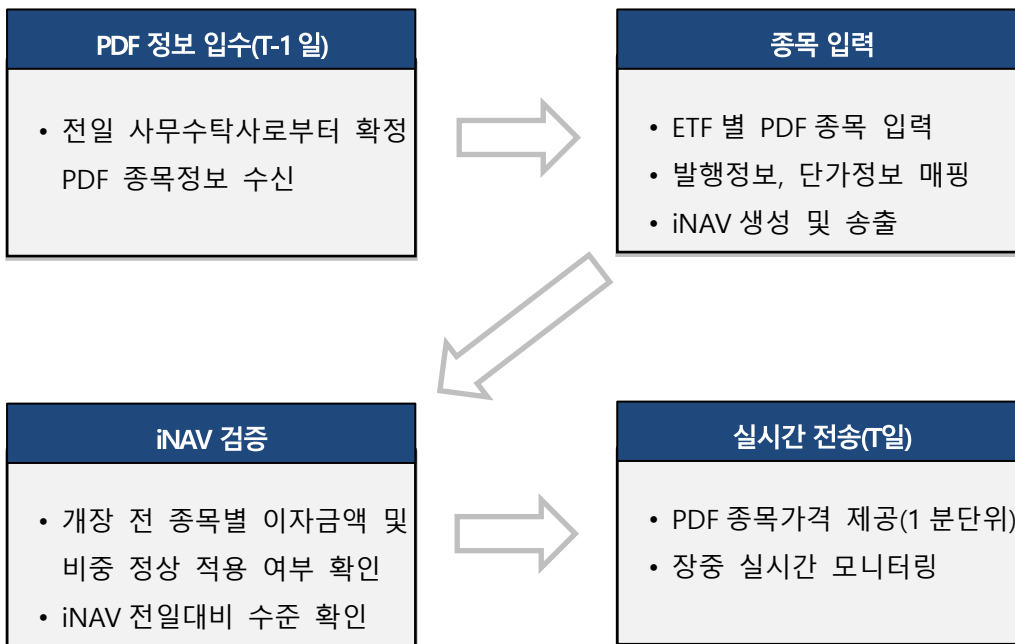 PDF 정보 입수(T-1 일)
• 전일 사무수탁사로부터 확정
PDF 종목정보 수신
종목 입력
• ETF 별 PDF 종목 입력
• 발행정보, 단가정보 매핑
• iNAV 생성 및 송출
iNAV 검증
• 개장 전 종목별 이자금액 및
비중 정상 적용 여부 확인
• iNAV 전일대비 수준 확인
실시간 전송(T일)
• PDF 종목가격 제공(1 분단위)
• 장중 실시간 모니터링